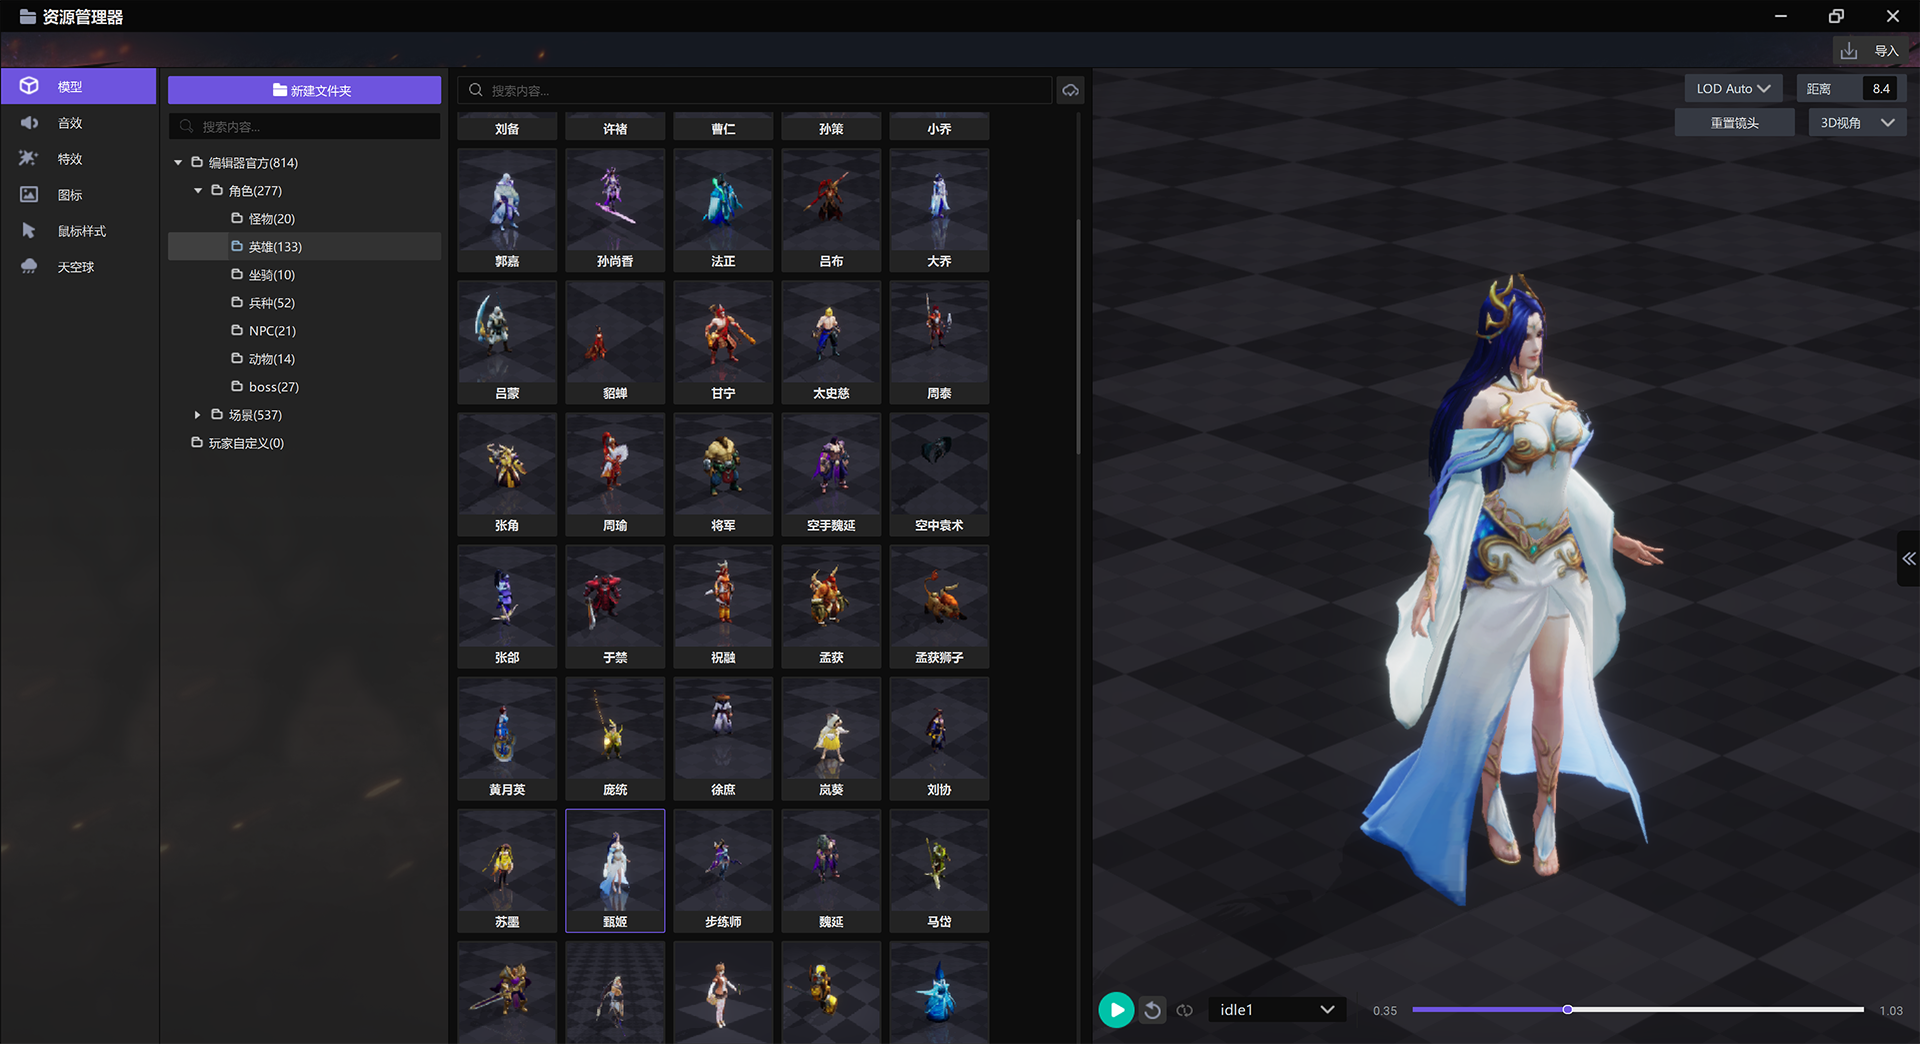 资源管理器
导入
模型
音效
特效
图标
鼠标样式
天空球
新建文件夹
搜索内容...
编辑器官方(814)
角色(277)
怪物(20)
英雄(133)
坐骑(10)
兵种(52)
NPC(21)
动物(14)
boss(27)
场景(537)
玩家自定义(0)
搜索内容...
刘备 许褚 曹仁 孙策 小乔
郭嘉 孙尚香 法正 吕布 大乔
吕蒙 貂蝉 甘宁 太史慈 周泰
张角 周瑜 将军 空手魏延 空中袁术
张郃 于禁 祝融 孟获 孟获狮子
黄月英 庞统 徐庶 岚葵 刘协
苏墨 甄姬 步练师 魏延 马岱
LOD Auto 距离 8.4
重置镜头 3D视角
idle1 0.35 1.03